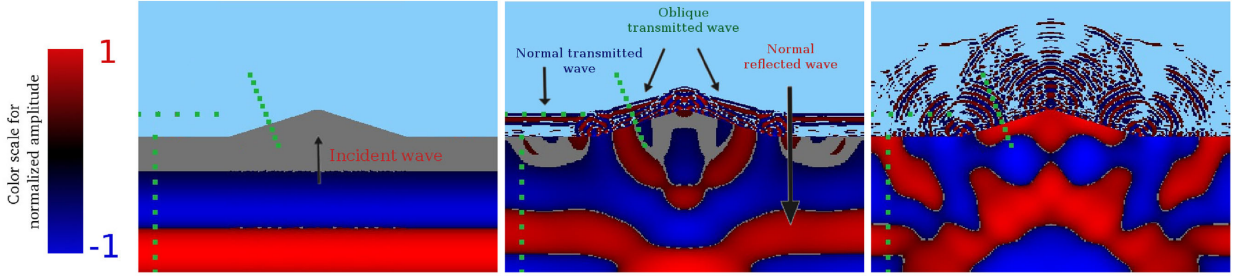 Color scale for
normalized amplitude
1
-1
Incident wave
Normal transmitted
wave
Oblique
transmitted wave
Normal
reflected wave